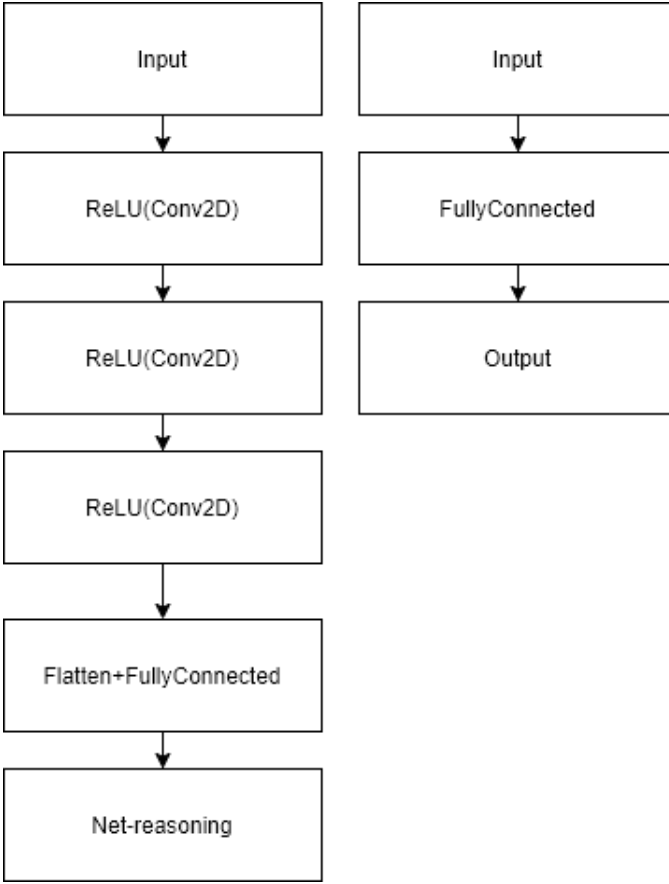 Input
ReLU(Conv2D)
ReLU(Conv2D)
ReLU(Conv2D)
Flatten+FullyConnected
Net-reasoning
Input
FullyConnected
Output